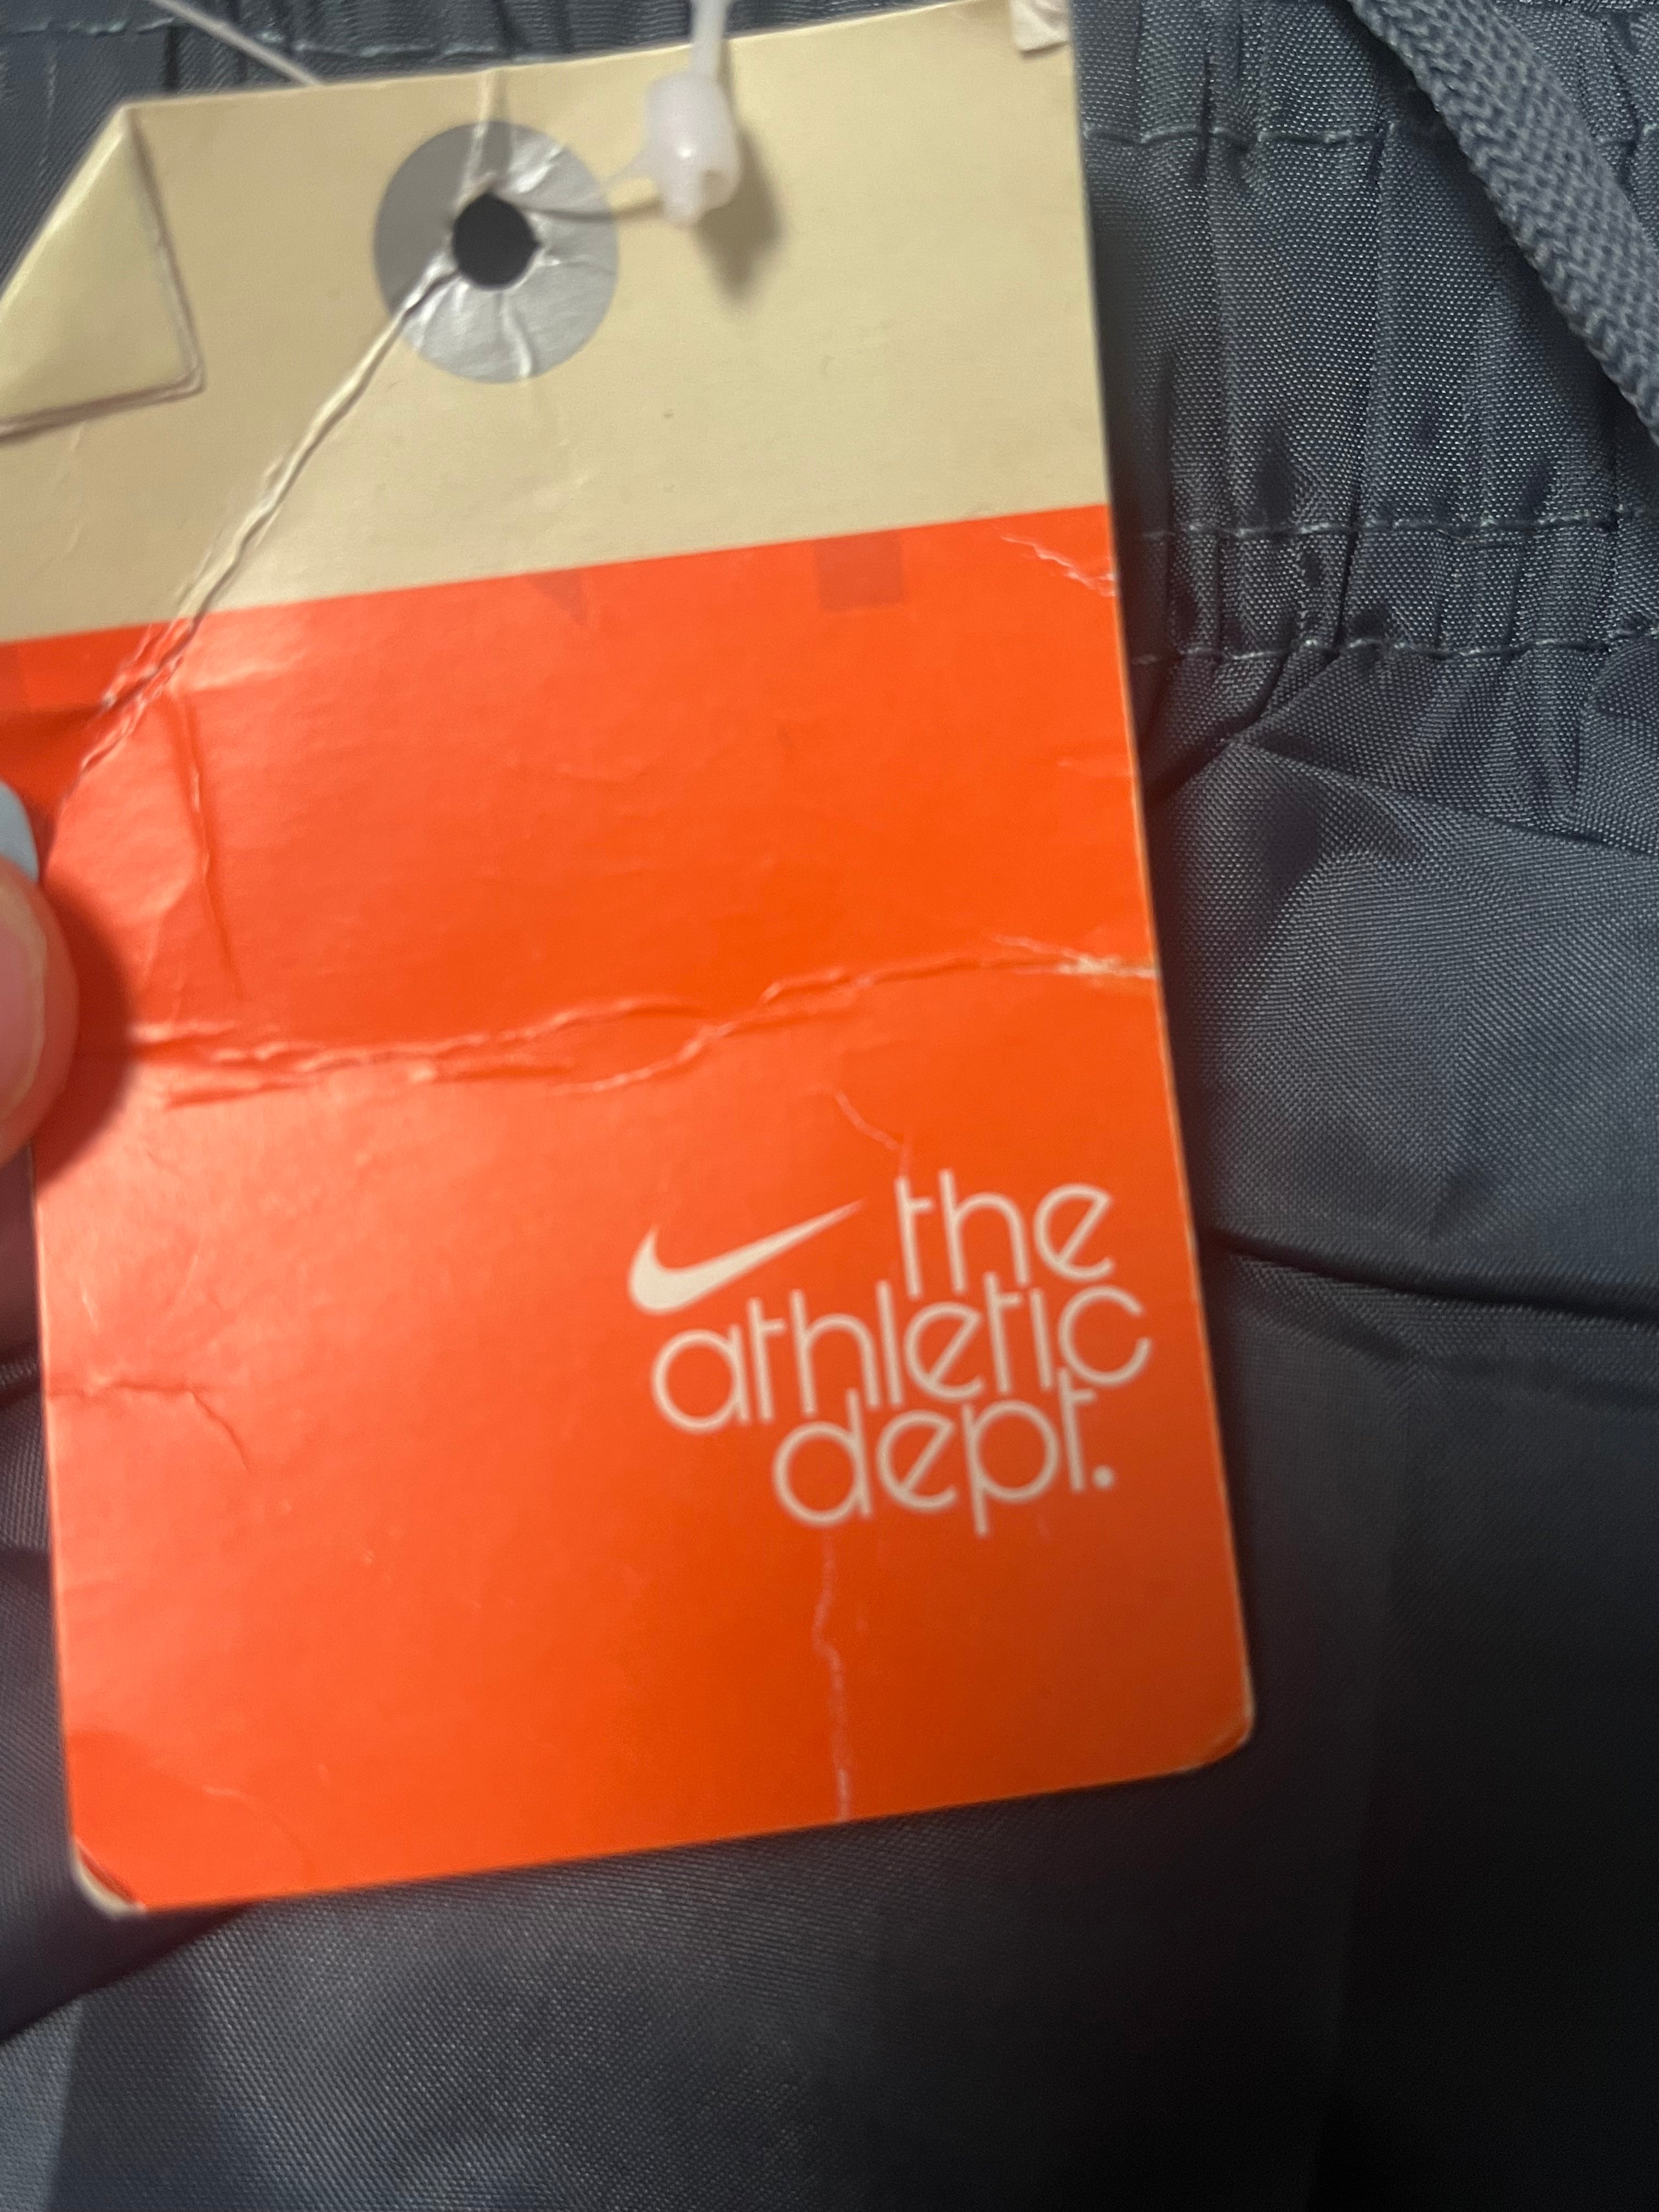 the
athletic
dept.